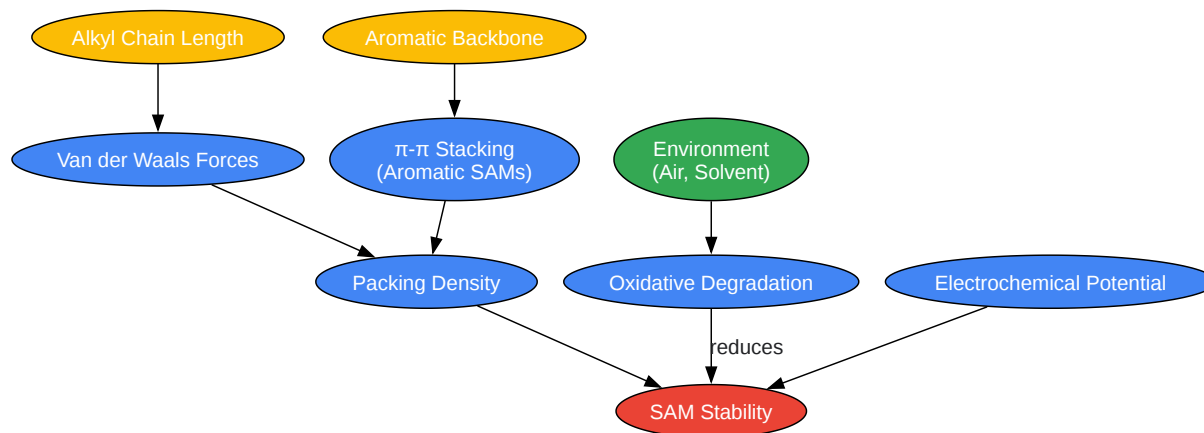 Alkyl Chain Length
Aromatic Backbone
Van der Waals Forces
π-π Stacking
(Aromatic SAMs)
Environment
(Air, Solvent)
Packing Density
Oxidative Degradation
Electrochemical Potential
reduces
SAM Stability